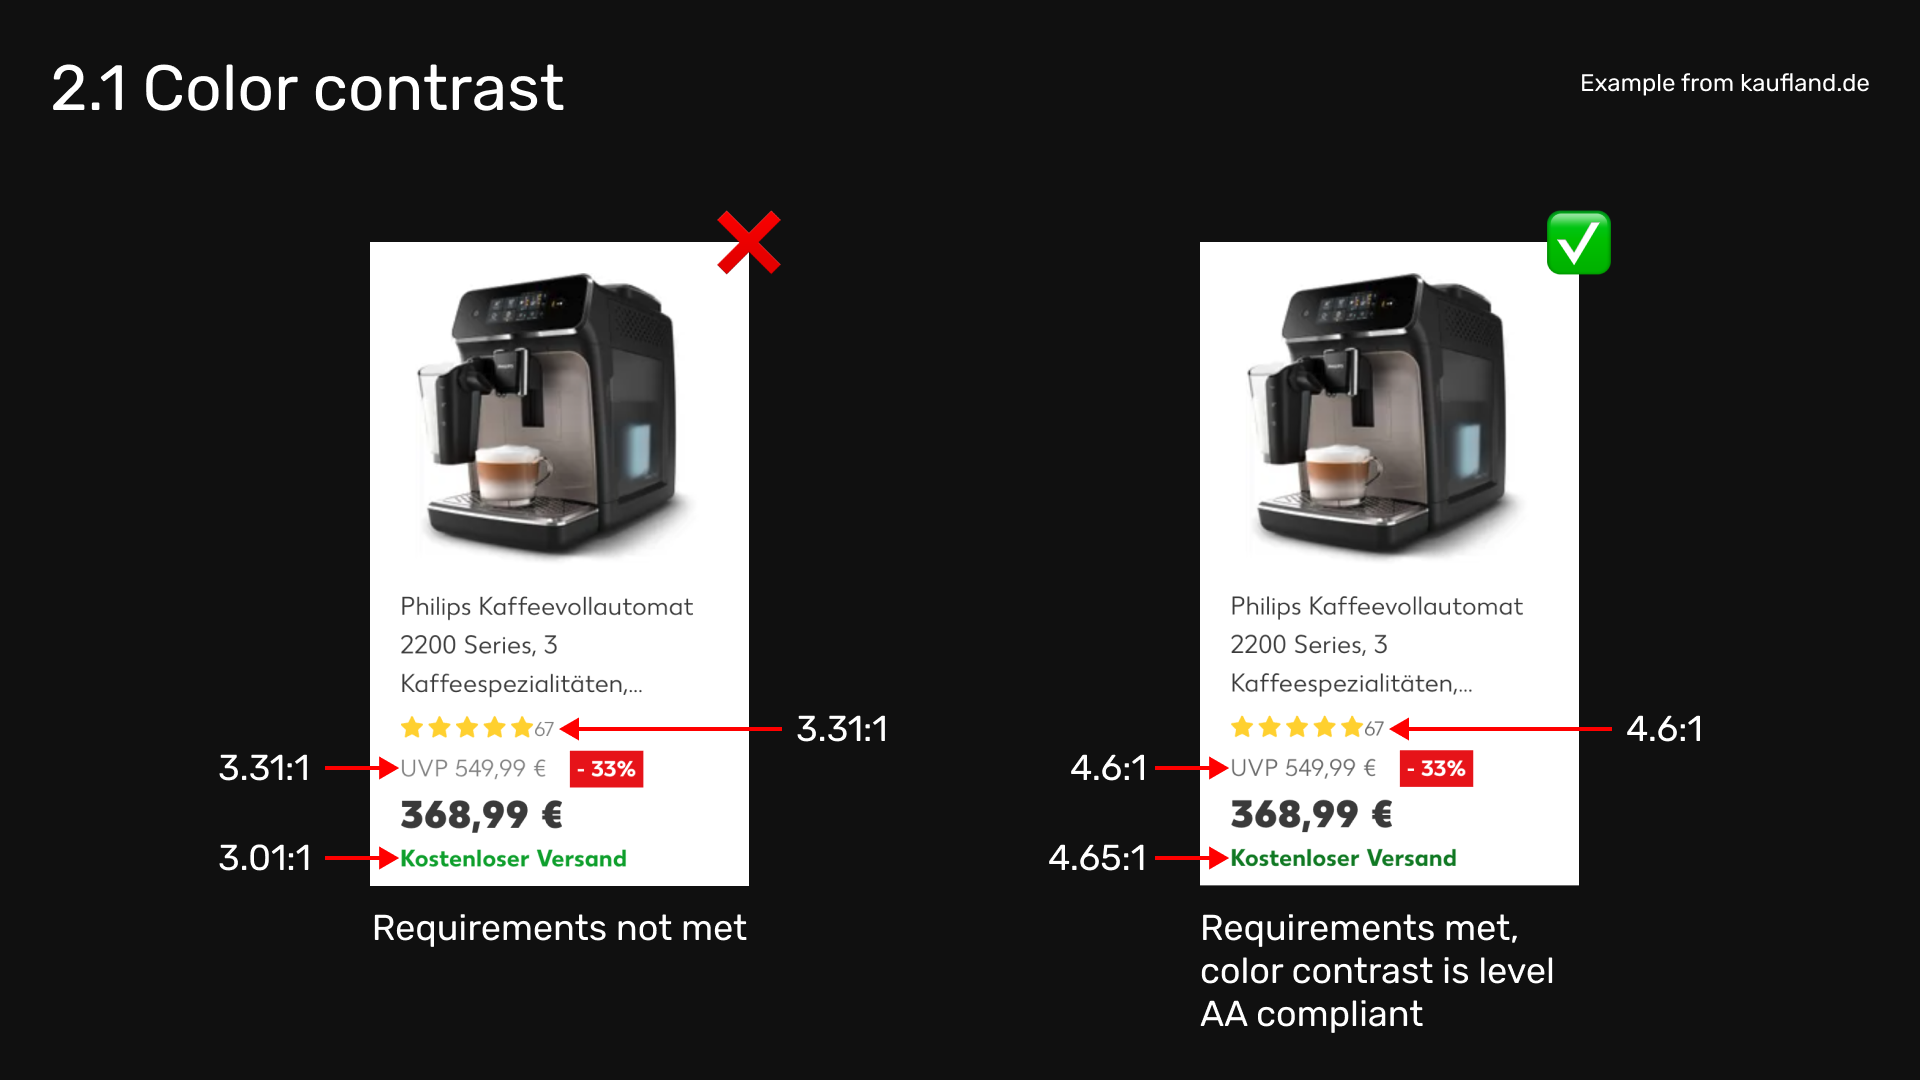 2.1 Color contrast
Example from kaufland.de
Philips Kaffeevollautomat
2200 Series, 3
Kaffeespezialitäten,...
67
3.31:1
3.31:1
UVP 549,99 €
- 33%
368,99 €
3.01:1
Kostenloser Versand
Requirements not met
Philips Kaffeevollautomat
2200 Series, 3
Kaffeespezialitäten,...
67
4.6:1
4.6:1
UVP 549,99 €
- 33%
368,99 €
4.65:1
Kostenloser Versand
Requirements met,
color contrast is level
AA compliant